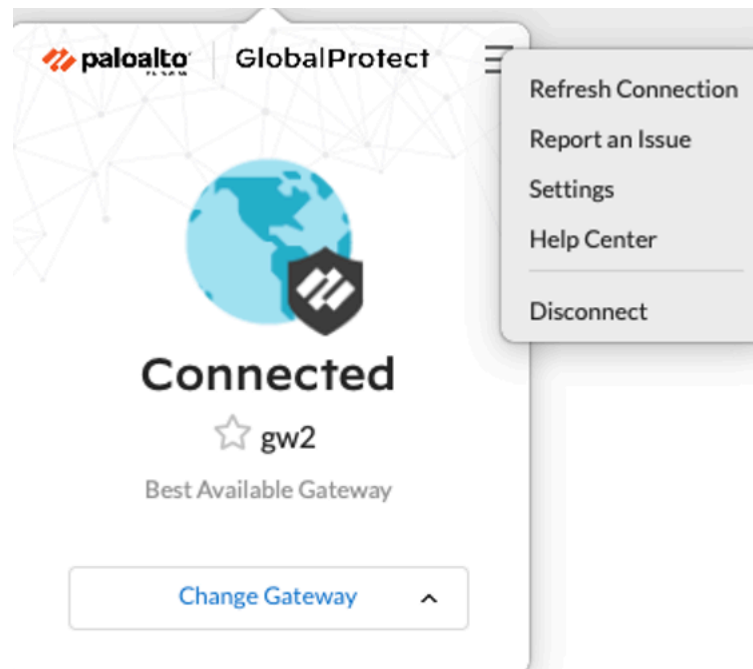 paloalto
GlobalProtect
Refresh Connection
Report an Issue
Settings
Help Center
Disconnect
Connected
gw2
Best Available Gateway
Change Gateway